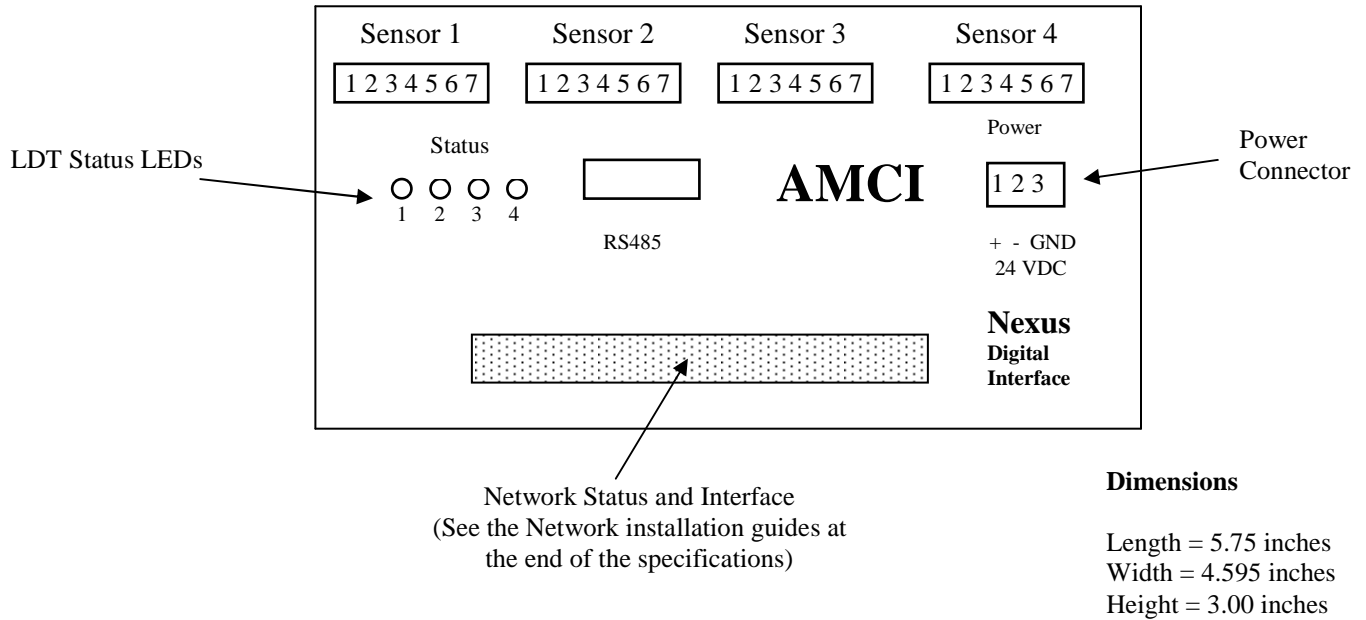 Sensor 1 Sensor 2 Sensor 3 Sensor 4
1 2 3 4 5 6 7 1 2 3 4 5 6 7 1 2 3 4 5 6 7 1 2 3 4 5 6 7
Power
Status
LDT Status LEDs
AMCI
1 2 3
Power
Connector
1 2 3 4
RS485
+ - GND
24 VDC
Nexus
Digital
Interface
Network Status and Interface
(See the Network installation guides at
the end of the specifications)
Dimensions
Length = 5.75 inches
Width = 4.595 inches
Height = 3.00 inches